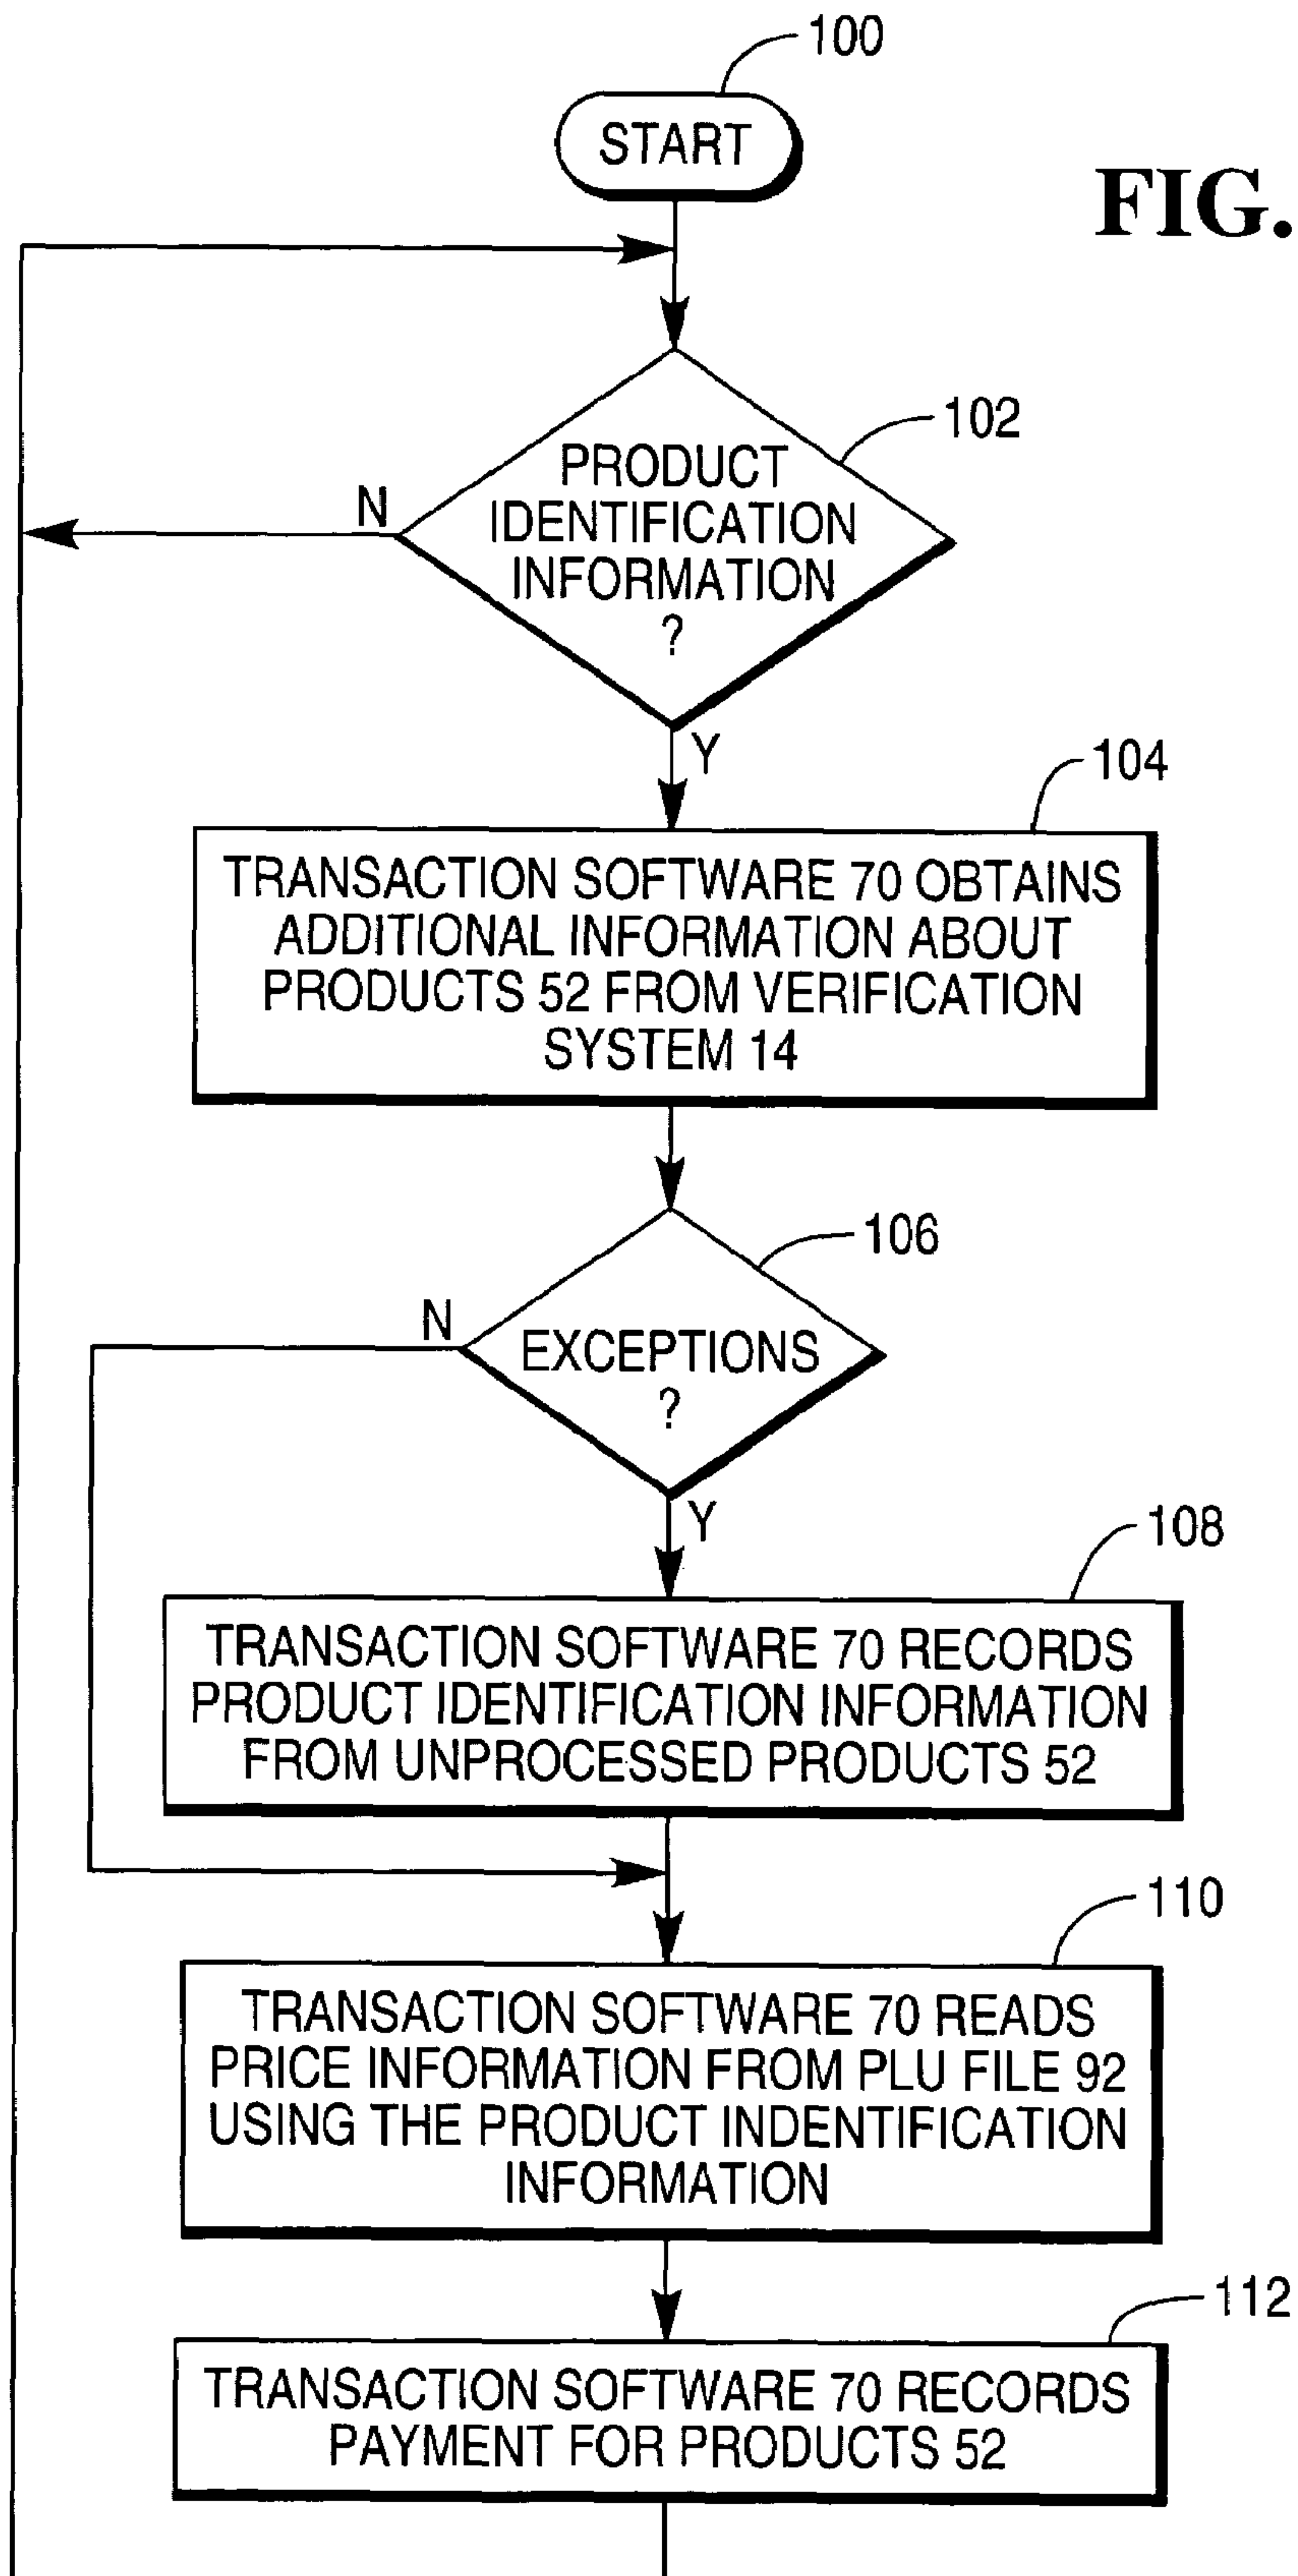 100
START
FIG.
102
PRODUCT
IDENTIFICATION
INFORMATION
?
N
Y
104
TRANSACTION SOFTWARE 70 OBTAINS
ADDITIONAL INFORMATION ABOUT
PRODUCTS 52 FROM VERIFICATION
SYSTEM 14
106
N
EXCEPTIONS
?
Y
108
TRANSACTION SOFTWARE 70 RECORDS
PRODUCT IDENTIFICATION INFORMATION
FROM UNPROCESSED PRODUCTS 52
110
TRANSACTION SOFTWARE 70 READS
PRICE INFORMATION FROM PLU FILE 92
USING THE PRODUCT INDENTIFICATION
INFORMATION
112
TRANSACTION SOFTWARE 70 RECORDS
PAYMENT FOR PRODUCTS 52